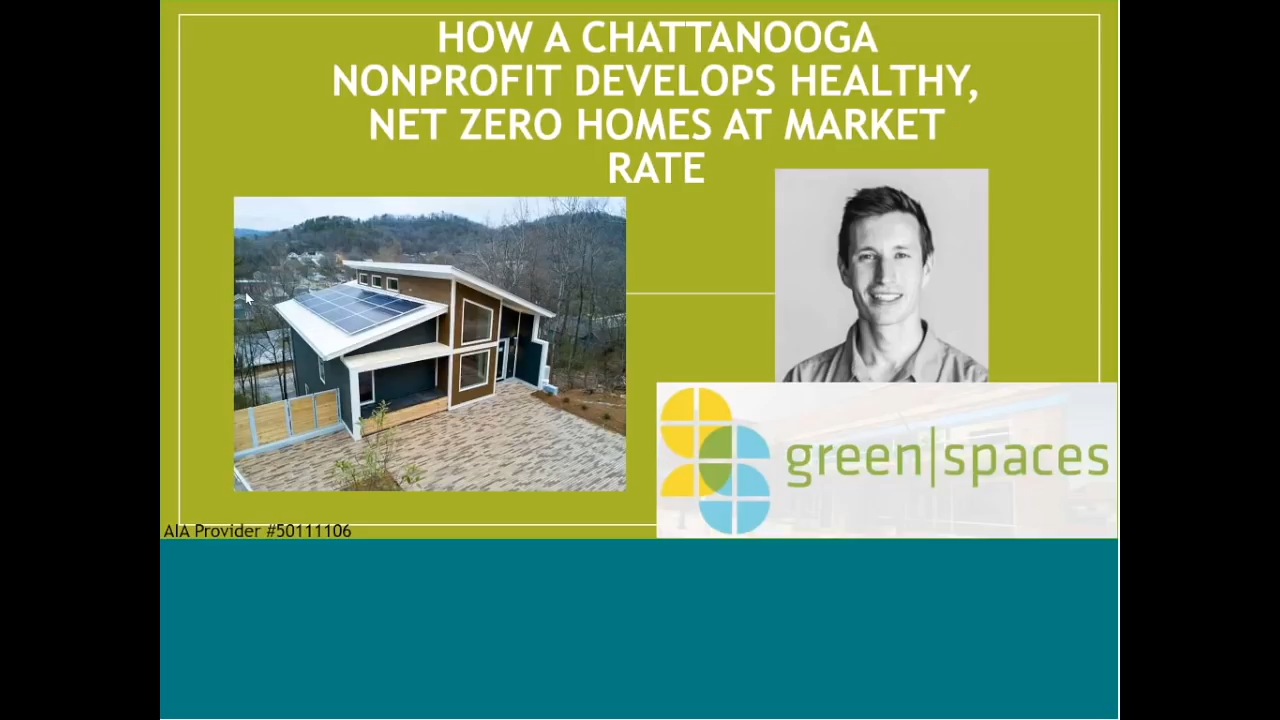 HOW A CHATTANOOGA
NONPROFIT DEVELOPS HEALTHY,
NET ZERO HOMES AT MARKET
RATE
green|spaces
AIA Provider #50111106